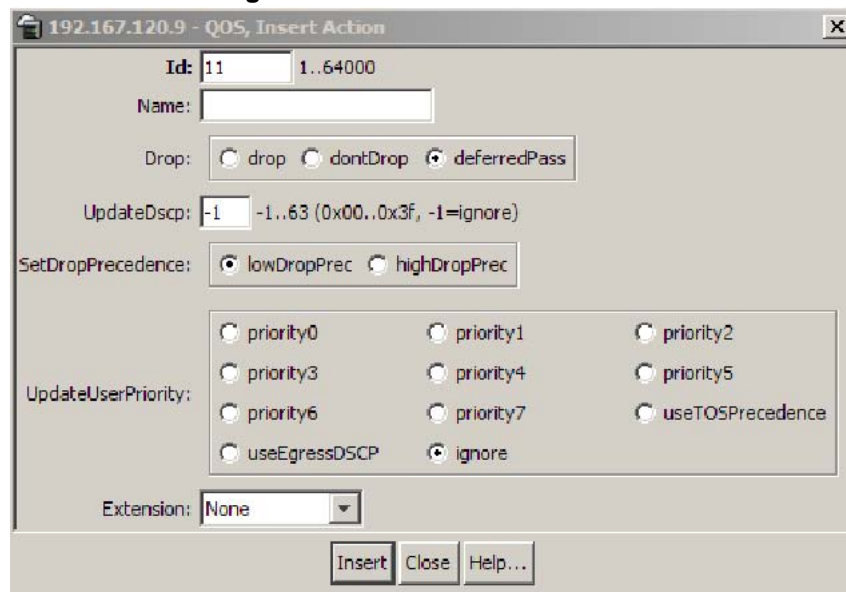 192.167.120.9 - QOS, Insert Action
Id: 11 1..64000
Name:
Drop: drop dontDrop deferredPass
UpdateDscp: -1 -1..63 (0x00..0x3f, -1=ignore)
SetDropPrecedence: lowDropPrec highDropPrec
priority0 priority1 priority2
priority3 priority4 priority5
UpdateUserPriority:
priority6 priority7 useTOSPrecedence
useEgressDSCP ignore
Extension: None
Insert Close Help...